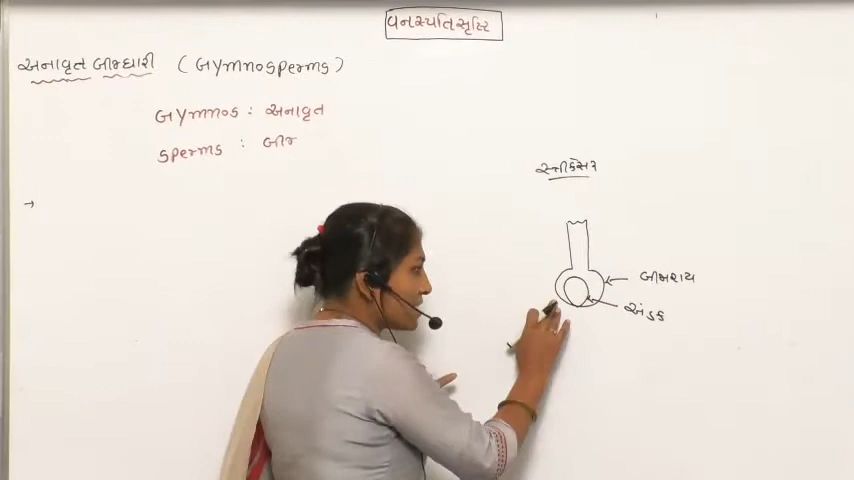 વનસ્પતિસૃષ્ટિ
અનાવૃત બીજધારી (Gymnosperms)
Gymnos : અનાવૃત
sperms : બીજ
સ્ત્રીકેસર
→
બીજાશય
અંડક